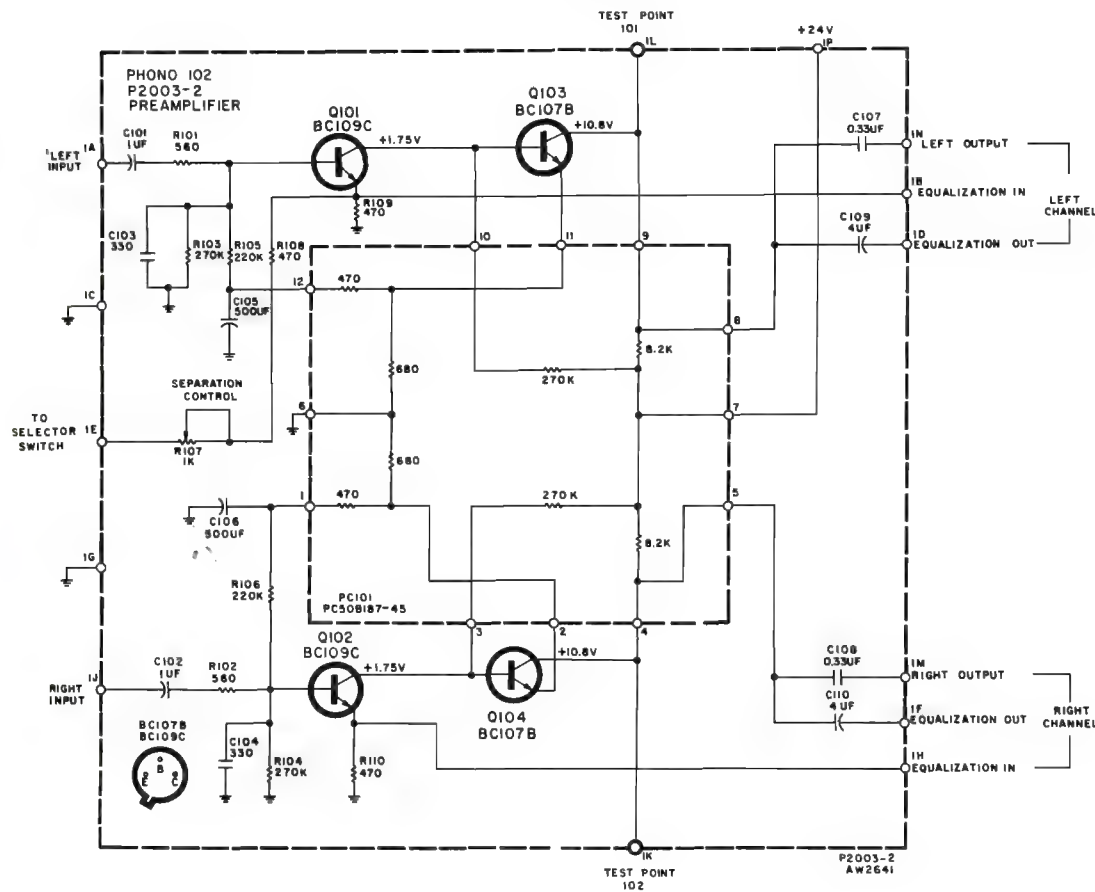 TEST POINT
101
1L
+24V
1P
PHONO 102
P2003-2
PREAMPLIFIER
Q101
BC109C
Q103
BC107B
+1.75V
+10.8V
C107
0.33UF
1N
LEFT OUTPUT
C101
1UF
R101
560
LEFT
INPUT
1A
1B
EQUALIZATION IN
LEFT
CHANNEL
R109
470
C109
4UF
1D
EQUALIZATION OUT
C103
330
R103
270K
R105
220K
R108
470
10
11
9
12
470
1C
C105
500UF
8
8.2K
680
270K
SEPARATION
CONTROL
6
7
TO
SELECTOR
SWITCH
1E
R107
1K
680
1
470
270K
5
C106
500UF
8.2K
1G
R106
220K
PC101
PC50B187-45
3
2
4
Q102
BC109C
+1.75V
+10.8V
C108
0.33UF
1M
RIGHT OUTPUT
C102
1UF
R102
560
1J
RIGHT
INPUT
C110
4UF
1F
EQUALIZATION OUT
RIGHT
CHANNEL
Q104
BC107B
BC107B
BC109C
B
E
C
C104
330
R104
270K
R110
470
1H
EQUALIZATION IN
1K
TEST POINT
102
P2003-2
AW2641